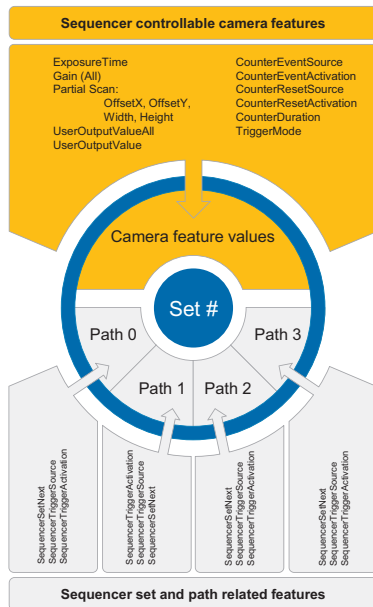 Sequencer controllable camera features
ExposureTime
Gain (All)
Partial Scan:
OffsetX, OffsetY,
Width, Height
UserOutputValueAll
UserOutputValue
CounterEventSource
CounterEventActivation
CounterResetSource
CounterResetActivation
CounterDuration
TriggerMode
Camera feature values
Set #
Path 0
Path 1
Path 2
Path 3
SequencerSetNext
SequencerTriggerSource
SequencerTriggerActivation
SequencerTriggerActivation
SequencerTriggerSource
SequencerSetNext
SequencerSetNext
SequencerTriggerSource
SequencerTriggerActivation
SequencerSetNext
SequencerTriggerSource
SequencerTriggerActivation
Sequencer set and path related features